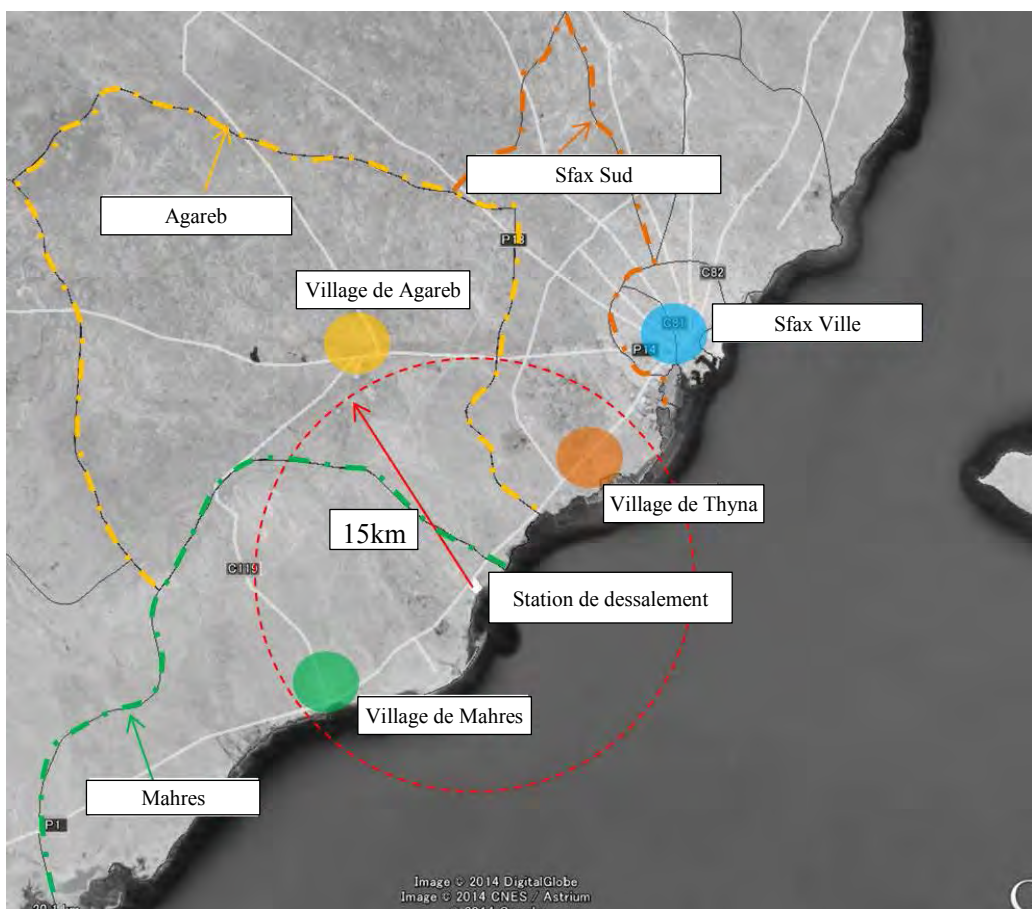 Sfax Sud
Agareb
P13
Village de Agareb
C82
C81
Sfax Ville
P14
Village de Thyna
15km
C119
Station de dessalement
Village de Mahres
Mahres
P1
Image © 2014 DigitalGlobe
Image © 2014 CNES / Astrium